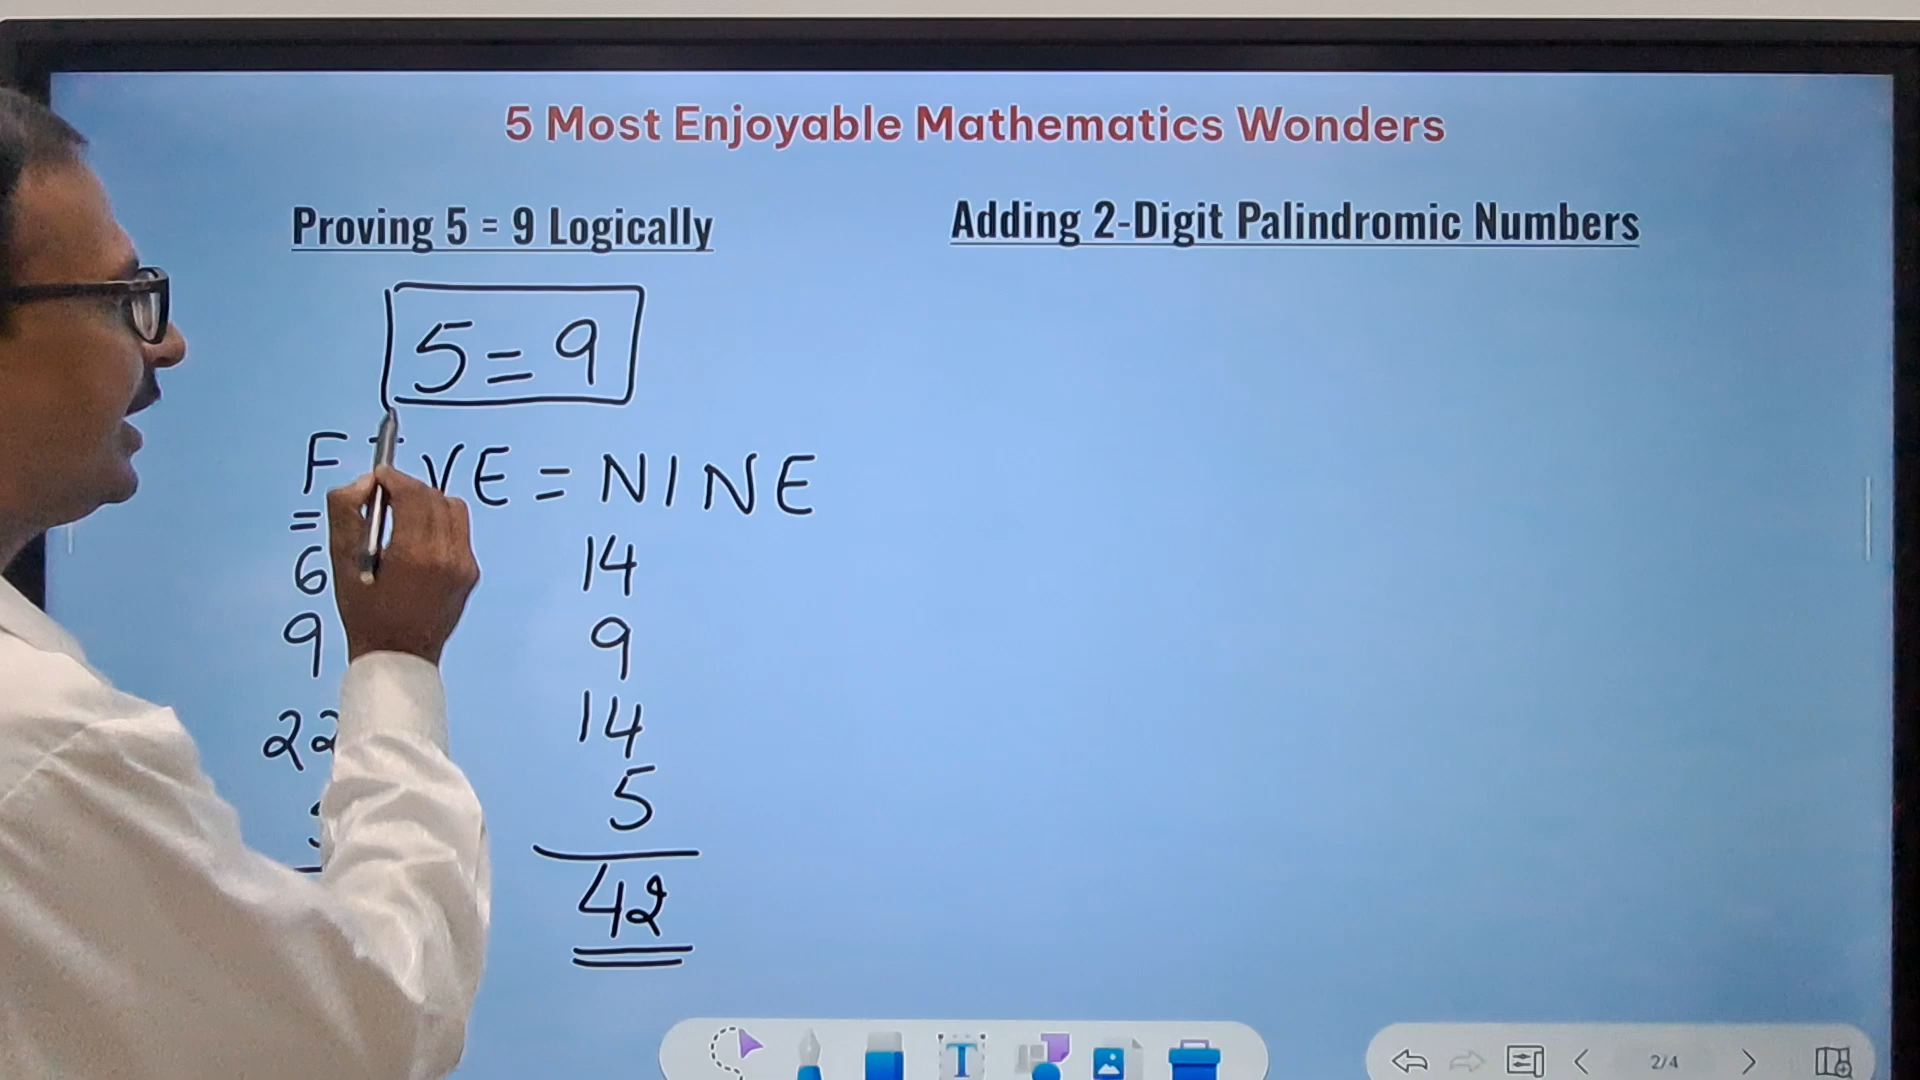 5 Most Enjoyable Mathematics Wonders
Proving 5 = 9 Logically
Adding 2-Digit Palindromic Numbers
5 = 9
F VE = NINE
=
6 14
9 9
22 14
5
42
2/4